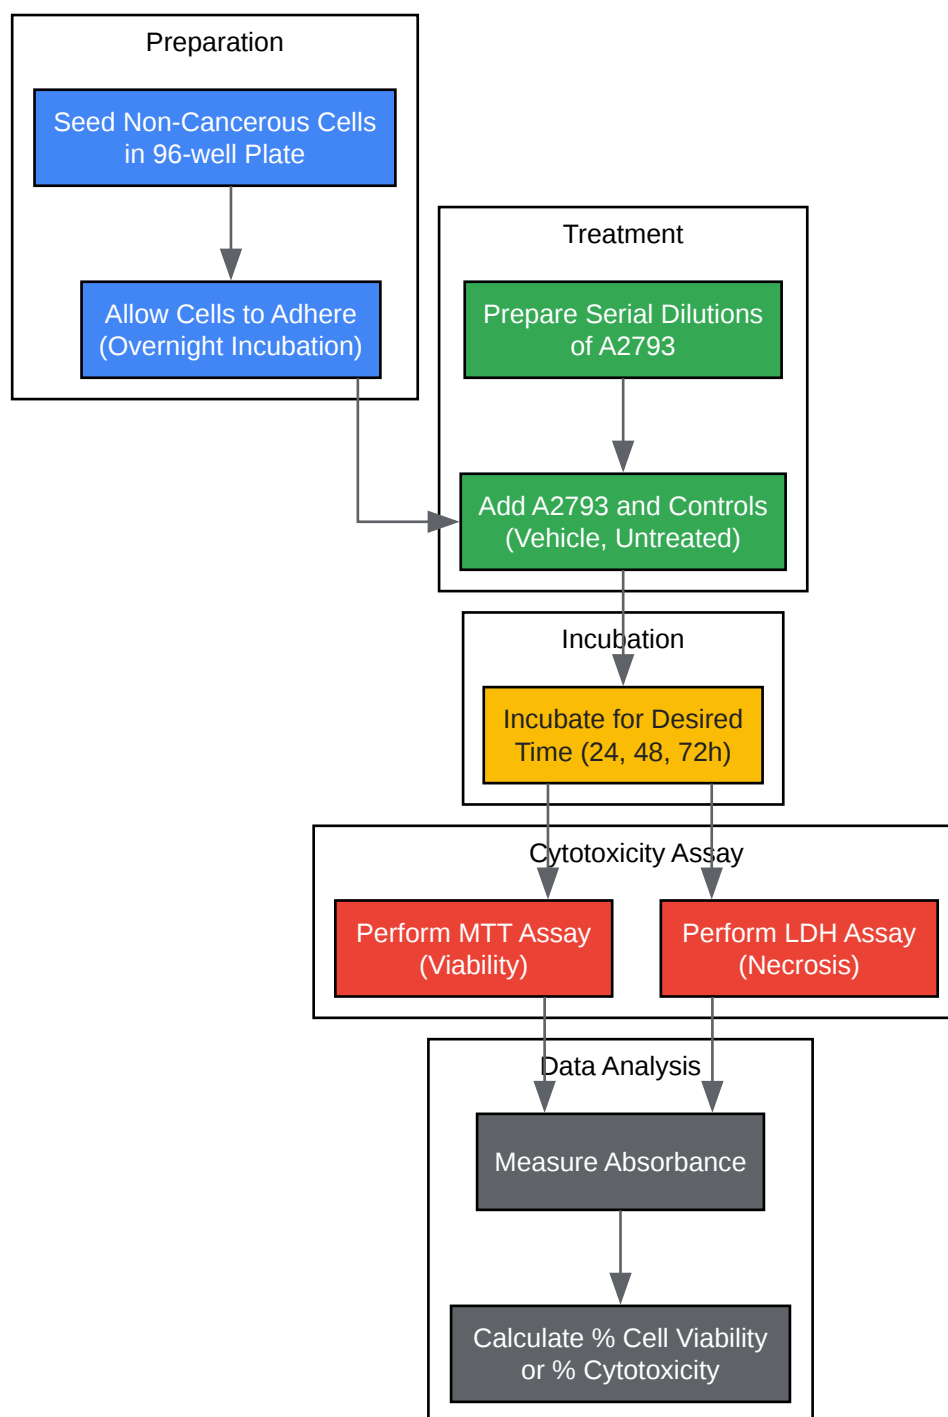 Preparation
Seed Non-Cancerous Cells
in 96-well Plate
Allow Cells to Adhere
(Overnight Incubation)
Treatment
Prepare Serial Dilutions
of A2793
Add A2793 and Controls
(Vehicle, Untreated)
Incubation
Incubate for Desired
Time (24, 48, 72h)
Cytotoxicity Assay
Perform MTT Assay
(Viability)
Perform LDH Assay
(Necrosis)
Data Analysis
Measure Absorbance
Calculate % Cell Viability
or % Cytotoxicity